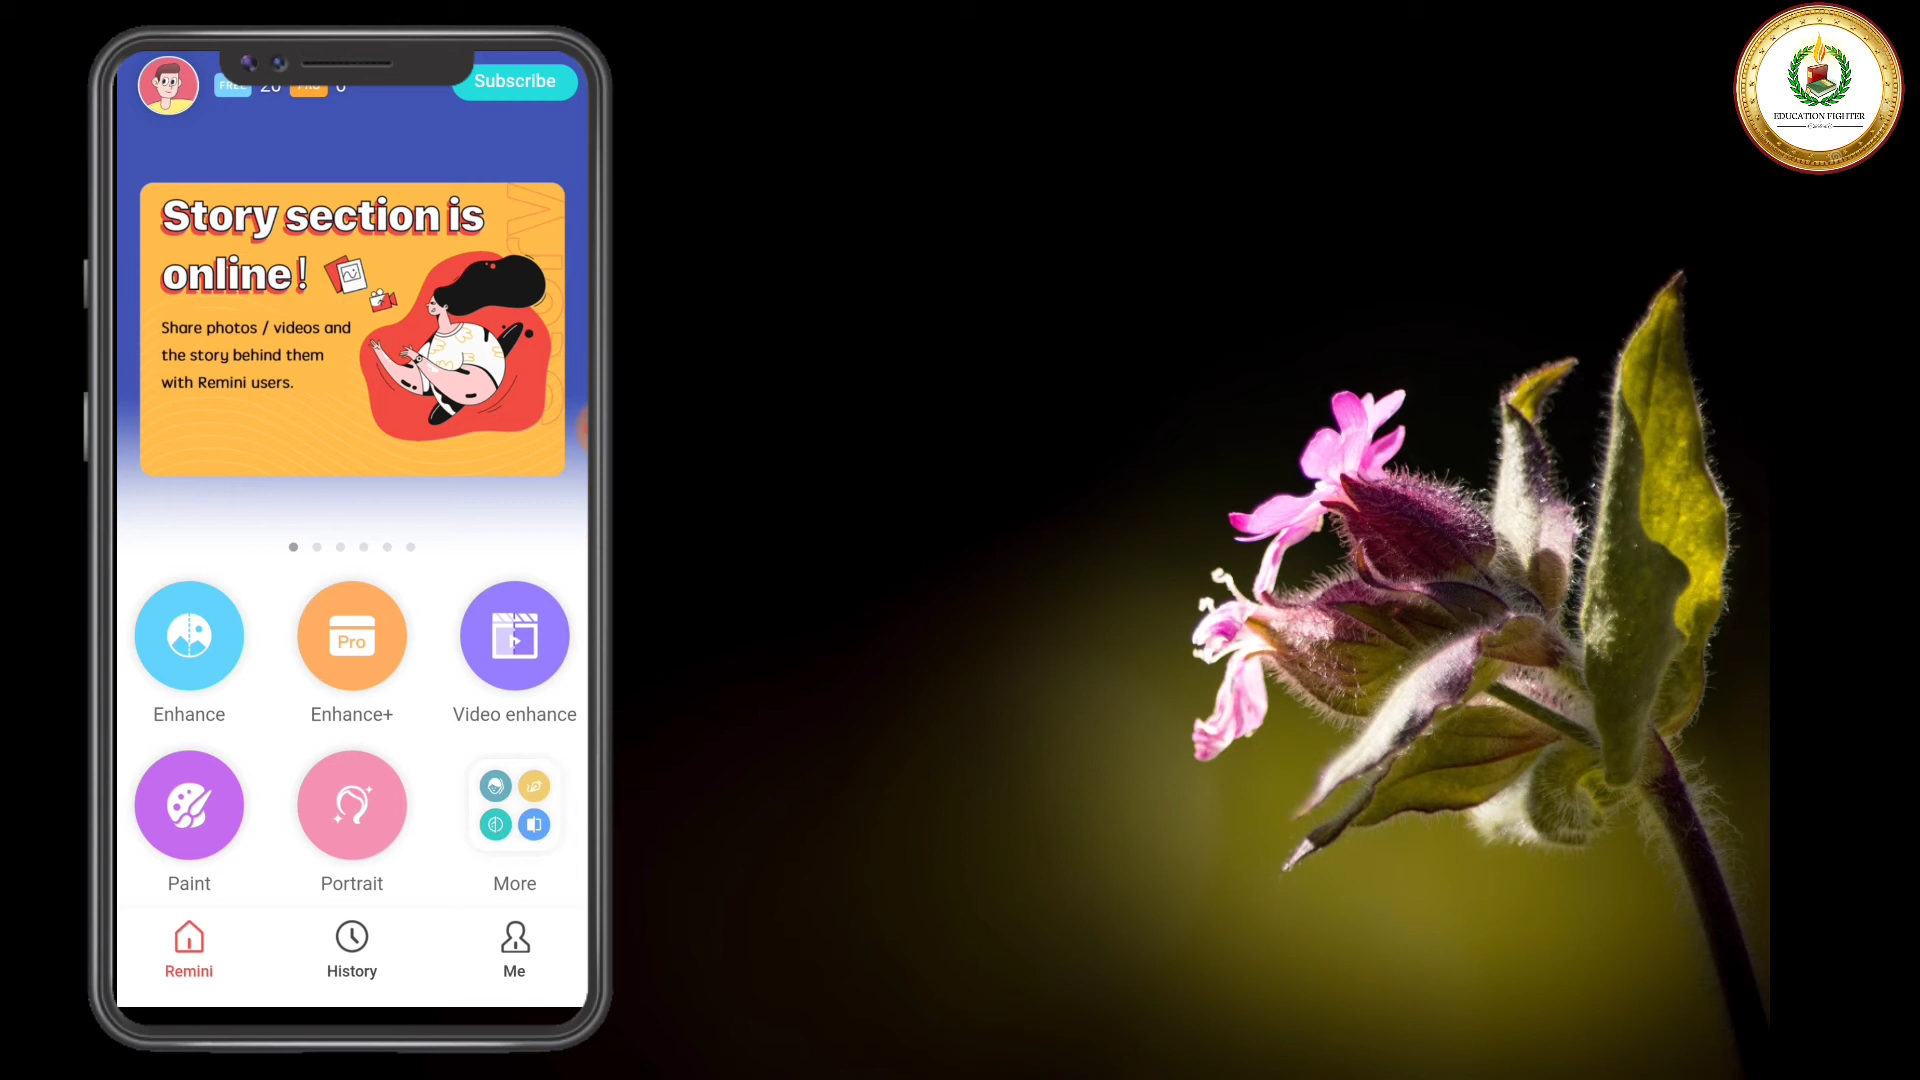 FREE 20 PRO 6
Subscribe
Story section is
online!
Share photos / videos and
the story behind them
with Remini users.
Pro
Enhance
Enhance+
Video enhance
Paint
Portrait
More
Remini
History
Me
EDUCATION FIGHTER